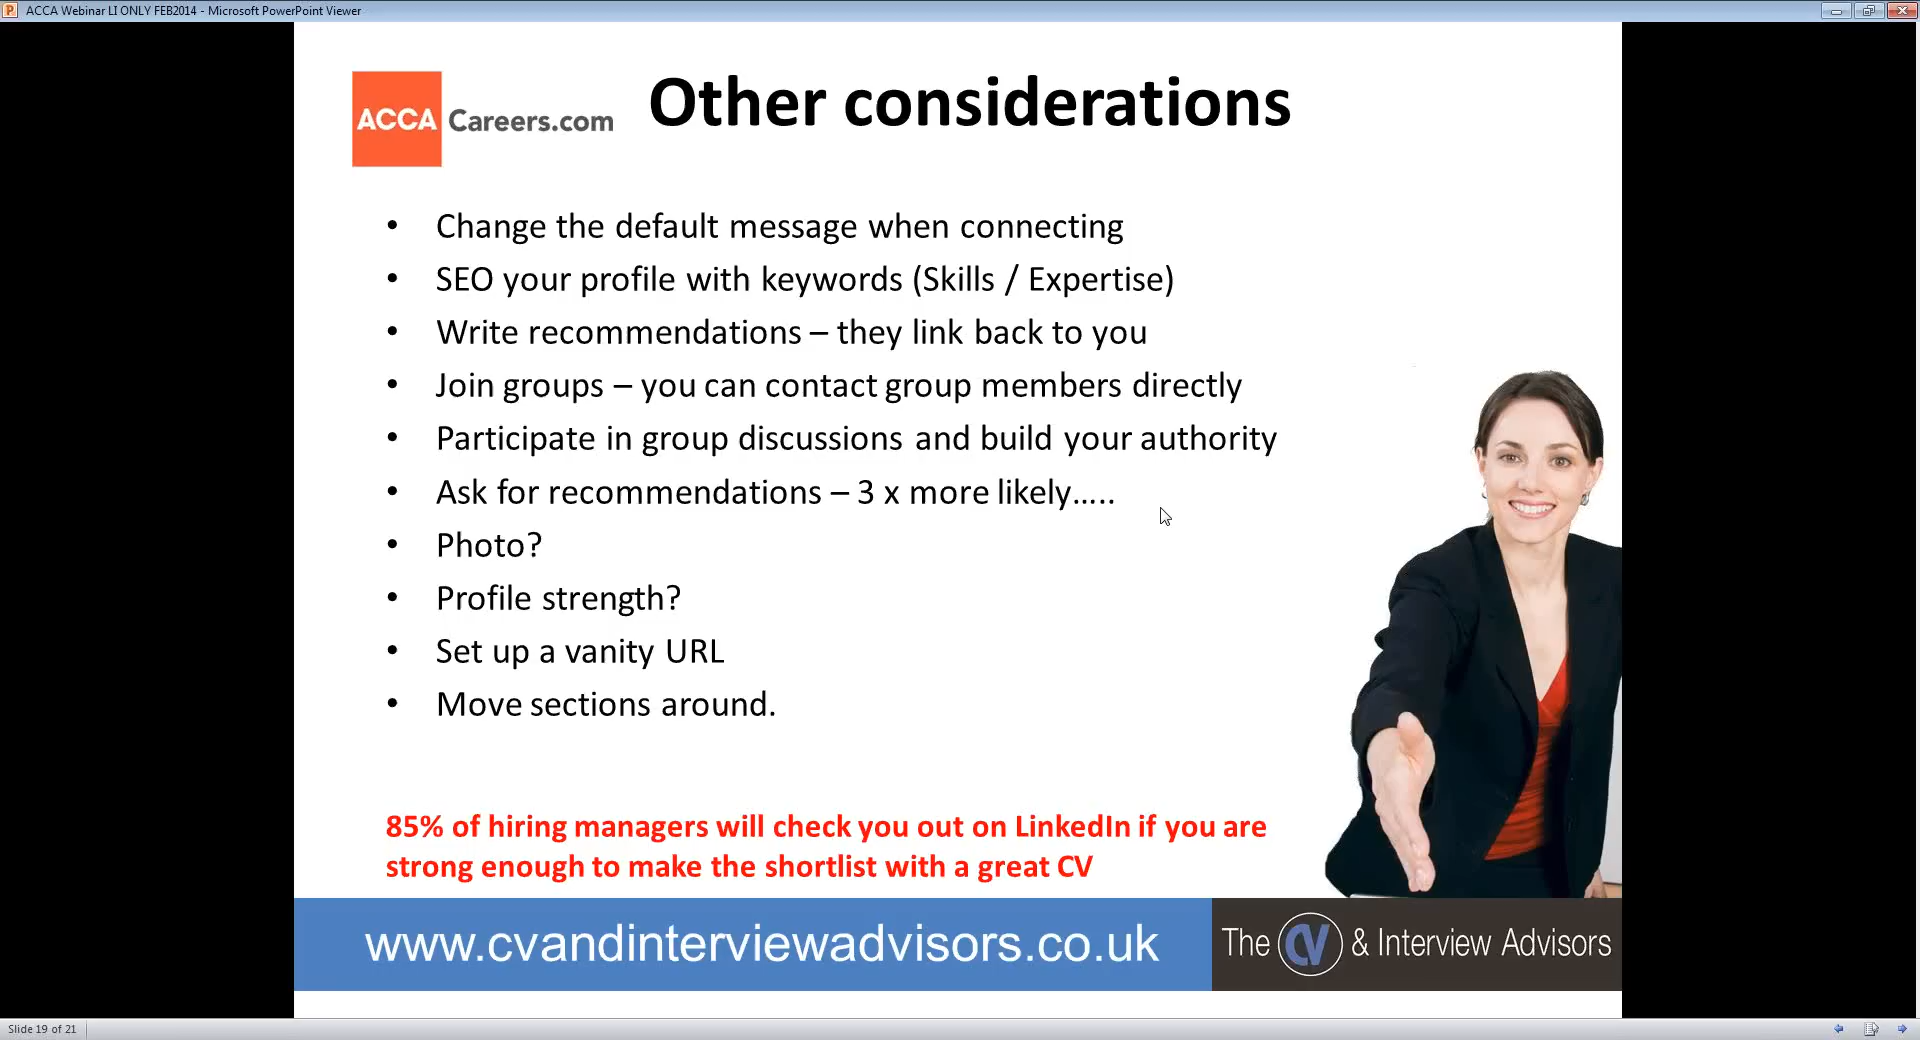 ACCA Webinar LI ONLY FEB2014 - Microsoft PowerPoint Viewer
ACCA Careers.com
Other considerations
• Change the default message when connecting
• SEO your profile with keywords (Skills / Expertise)
• Write recommendations – they link back to you
• Join groups – you can contact group members directly
• Participate in group discussions and build your authority
• Ask for recommendations – 3 x more likely…..
• Photo?
• Profile strength?
• Set up a vanity URL
• Move sections around.
85% of hiring managers will check you out on LinkedIn if you are
strong enough to make the shortlist with a great CV
www.cvandinterviewadvisors.co.uk
The CV & Interview Advisors
Slide 19 of 21